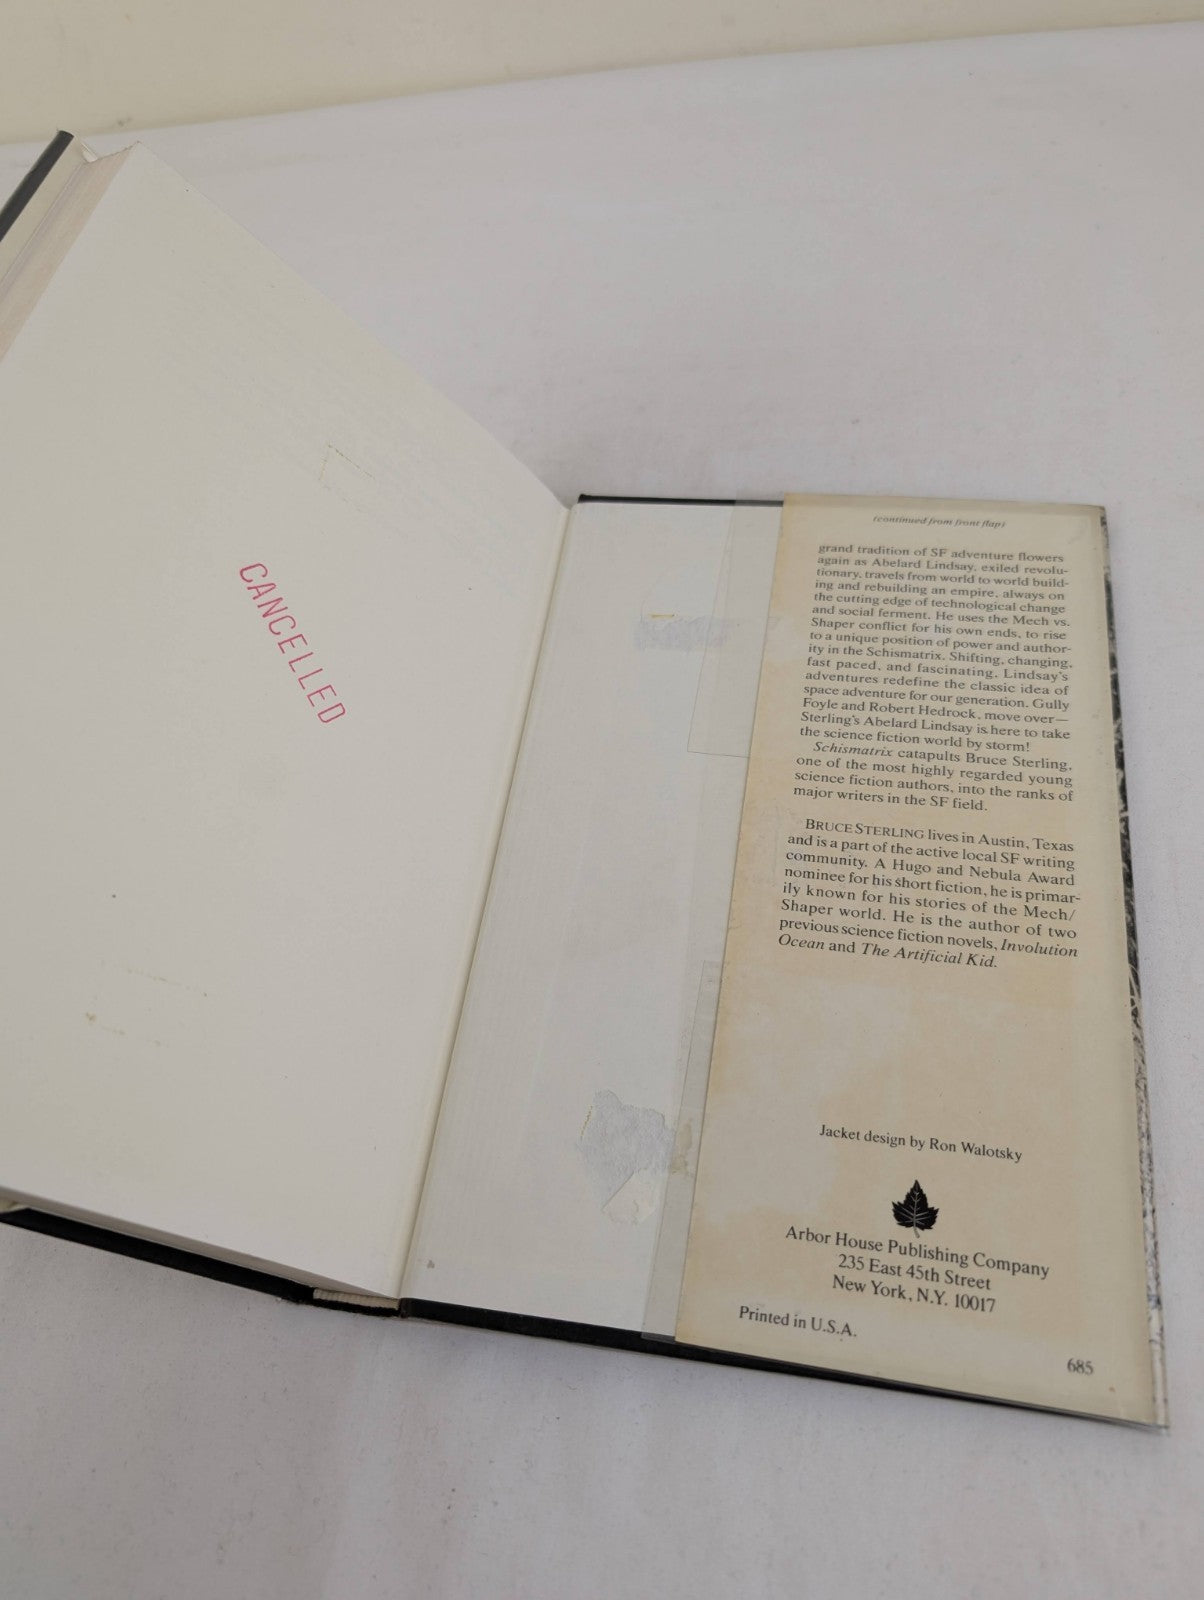 CANCELLED
(continued from front flap)
grand tradition of SF adventure flowers
again as Abelard Lindsay, exiled revolu-
tionary, travels from world to world build-
ing and rebuilding an empire, always on
the cutting edge of technological change
and social ferment. He uses the Mech vs.
Shaper conflict for his own ends, to rise
to a unique position of power and author-
ity in the Schismatrix. Shifting, changing,
fast paced, and fascinating, Lindsay's
adventures redefine the classic idea of
space adventure for our generation. Gully
Foyle and Robert Hedrock, move over—
Sterling's Abelard Lindsay is here to take
the science fiction world by storm!
Schismatrix catapults Bruce Sterling,
one of the most highly regarded young
science fiction authors, into the ranks of
major writers in the SF field.
BRUCE STERLING lives in Austin, Texas
and is a part of the active local SF writing
community. A Hugo and Nebula Award
nominee for his short fiction, he is primar-
ily known for his stories of the Mech/
Shaper world. He is the author of two
previous science fiction novels, Involution
Ocean and The Artificial Kid.
Jacket design by Ron Walotsky
Arbor House Publishing Company
235 East 45th Street
New York, N.Y. 10017
Printed in U.S.A.
685